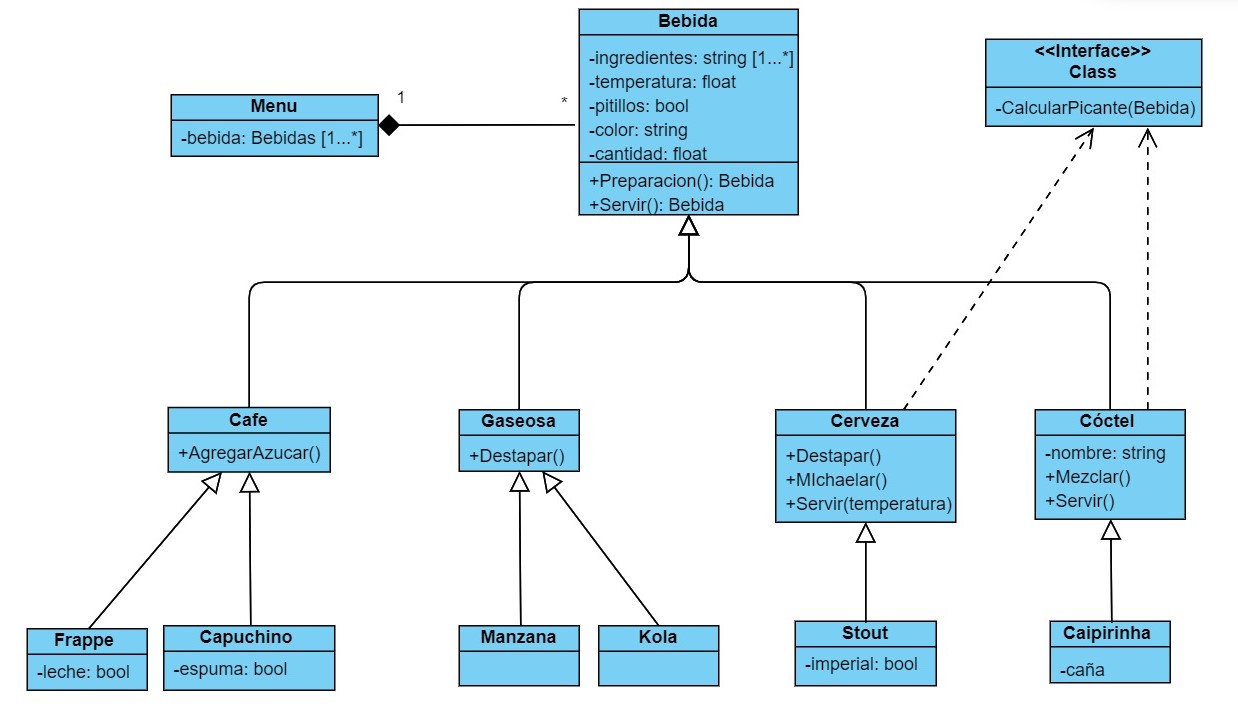 Bebida
-ingredientes: string [1...*]
-temperatura: float
-pitillos: bool
-color: string
-cantidad: float
+Preparacion(): Bebida
+Servir(): Bebida
<<Interface>>
Class
-CalcularPicante(Bebida)
Menu
-bebida: Bebidas [1...*]
1
*
Cafe
+AgregarAzucar()
Gaseosa
+Destapar()
Cerveza
+Destapar()
+MIchaelar()
+Servir(temperatura)
Cóctel
-nombre: string
+Mezclar()
+Servir()
Frappe
-leche: bool
Capuchino
-espuma: bool
Manzana
Kola
Stout
-imperial: bool
Caipirinha
-caña